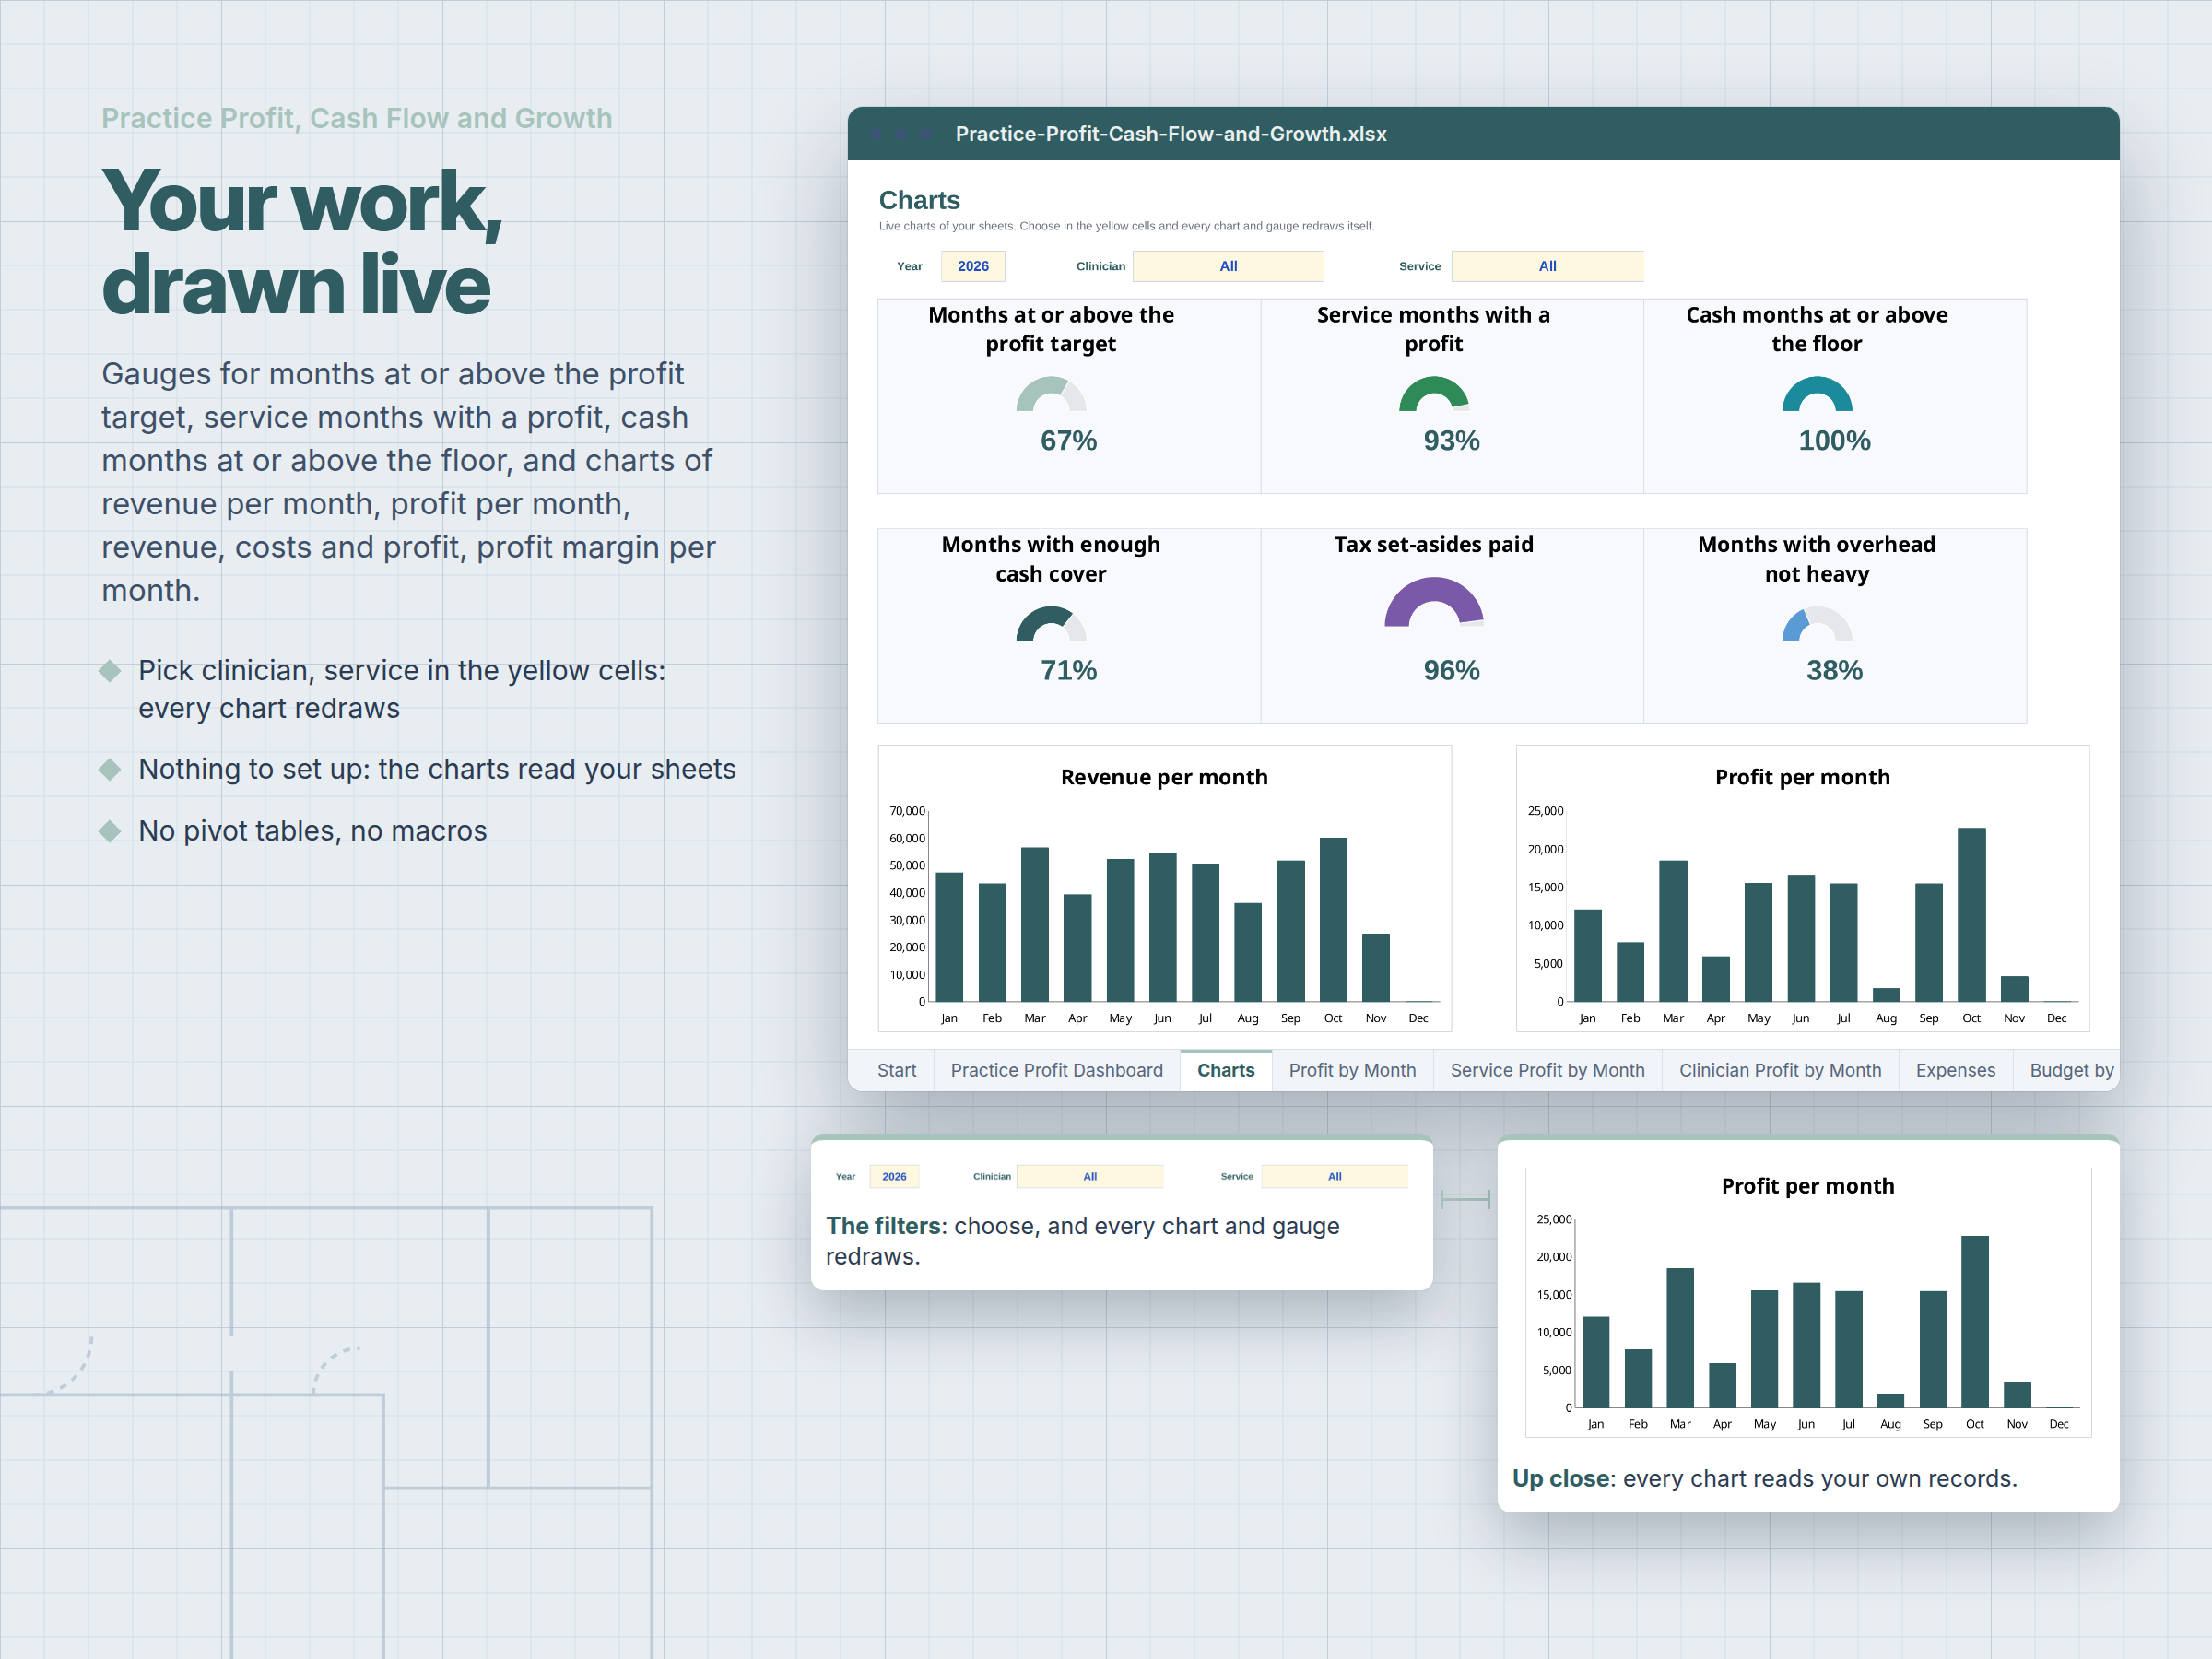 Practice Profit, Cash Flow and Growth
Your work,
drawn live
Gauges for months at or above the profit
target, service months with a profit, cash
months at or above the floor, and charts of
revenue per month, profit per month,
revenue, costs and profit, profit margin per
month.
Pick clinician, service in the yellow cells:
every chart redraws
Nothing to set up: the charts read your sheets
No pivot tables, no macros
Practice-Profit-Cash-Flow-and-Growth.xlsx
Charts
Live charts of your sheets. Choose in the yellow cells and every chart and gauge redraws itself.
Year 2026 Clinician All Service All
Months at or above the
profit target
67%
Service months with a
profit
93%
Cash months at or above
the floor
100%
Months with enough
cash cover
71%
Tax set-asides paid
96%
Months with overhead
not heavy
38%
Revenue per month
70,000
60,000
50,000
40,000
30,000
20,000
10,000
0
Jan Feb Mar Apr May Jun Jul Aug Sep Oct Nov Dec
Profit per month
25,000
20,000
15,000
10,000
5,000
0
Jan Feb Mar Apr May Jun Jul Aug Sep Oct Nov Dec
Start Practice Profit Dashboard Charts Profit by Month Service Profit by Month Clinician Profit by Month Expenses Budget by
Year 2026 Clinician All Service All
The filters: choose, and every chart and gauge
redraws.
Profit per month
25,000
20,000
15,000
10,000
5,000
0
Jan Feb Mar Apr May Jun Jul Aug Sep Oct Nov Dec
Up close: every chart reads your own records.